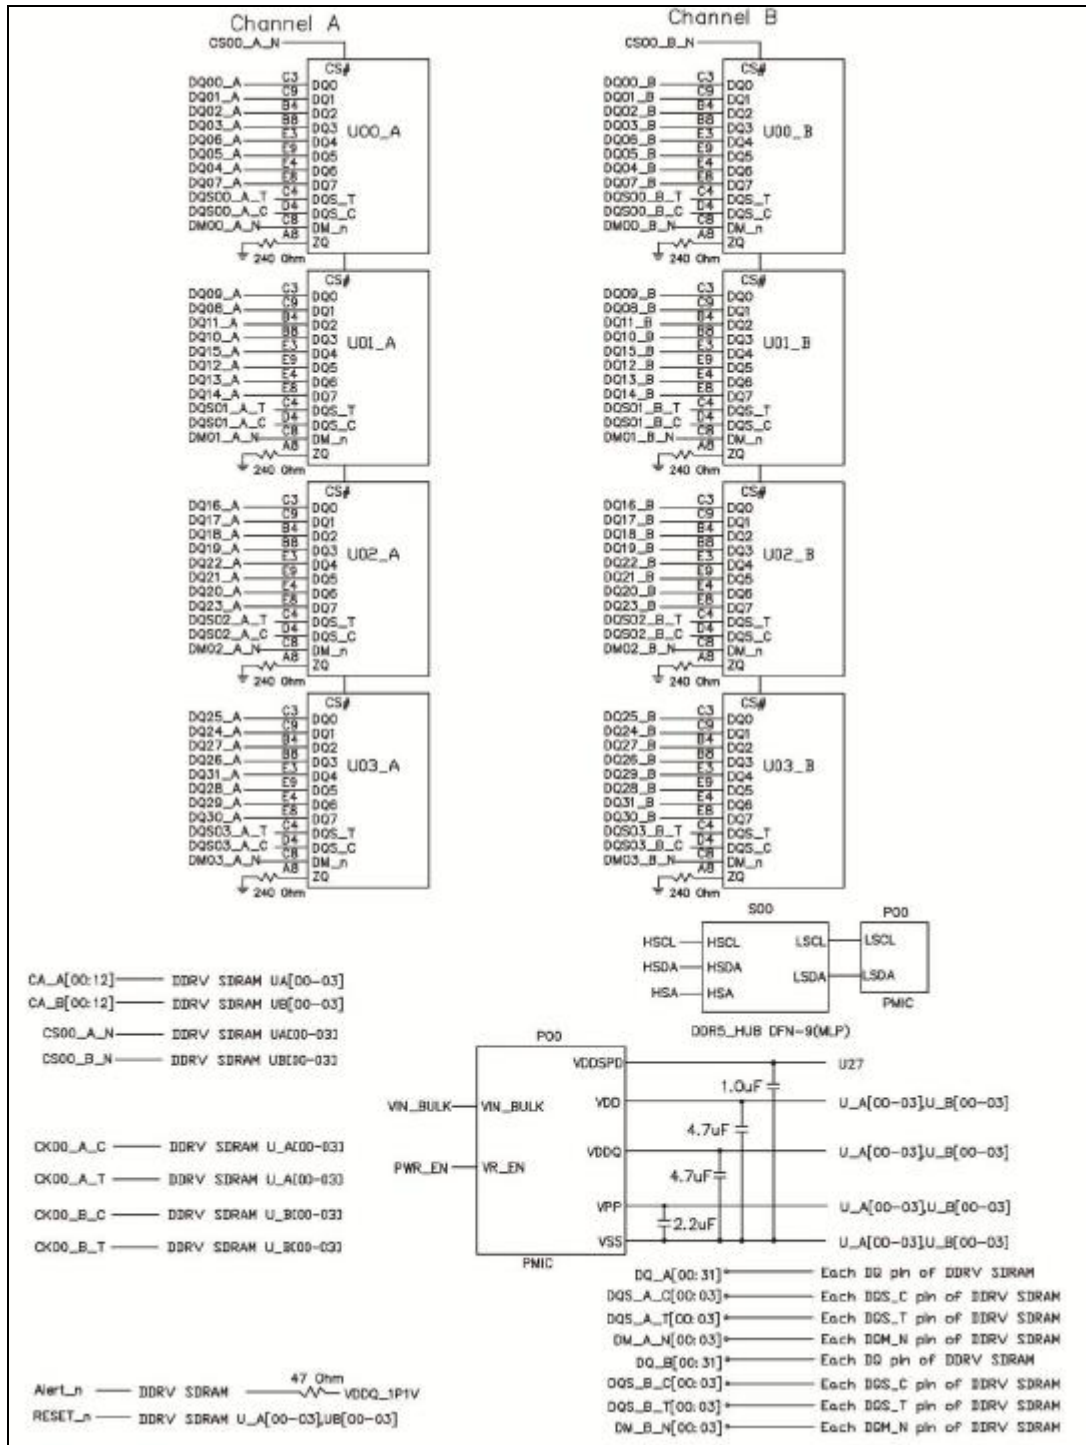 Channel A
CS00_A_N
CS#
DQ00_A C3 DQ0
DQ01_A C9 DQ1
DQ02_A B4 DQ2
DQ03_A B8 DQ3
DQ06_A E3 DQ4
DQ05_A E9 DQ5
DQ04_A E4 DQ6
DQ07_A E8 DQ7
DQS00_A_T C4 DQS_T
DQS00_A_C D4 DQS_C
DM00_A_N C8 DM_n
A8 ZQ
240 Ohm
U00_A
CS#
DQ09_A C3 DQ0
DQ08_A C9 DQ1
DQ11_A B4 DQ2
DQ10_A B8 DQ3
DQ15_A E3 DQ4
DQ12_A E9 DQ5
DQ13_A E4 DQ6
DQ14_A E8 DQ7
DQS01_A_T C4 DQS_T
DQS01_A_C D4 DQS_C
DM01_A_N C8 DM_n
A8 ZQ
240 Ohm
U01_A
CS#
DQ16_A C3 DQ0
DQ17_A C9 DQ1
DQ18_A B4 DQ2
DQ19_A B8 DQ3
DQ22_A E3 DQ4
DQ21_A E9 DQ5
DQ20_A E4 DQ6
DQ23_A E8 DQ7
DQS02_A_T C4 DQS_T
DQS02_A_C D4 DQS_C
DM02_A_N C8 DM_n
A8 ZQ
240 Ohm
U02_A
CS#
DQ25_A C3 DQ0
DQ24_A C9 DQ1
DQ27_A B4 DQ2
DQ26_A B8 DQ3
DQ31_A E3 DQ4
DQ28_A E9 DQ5
DQ29_A E4 DQ6
DQ30_A E8 DQ7
DQS03_A_T C4 DQS_T
DQS03_A_C D4 DQS_C
DM03_A_N C8 DM_n
A8 ZQ
240 Ohm
U03_A
Channel B
CS00_B_N
CS#
DQ00_B C3 DQ0
DQ01_B C9 DQ1
DQ02_B B4 DQ2
DQ03_B B8 DQ3
DQ06_B E3 DQ4
DQ05_B E9 DQ5
DQ04_B E4 DQ6
DQ07_B E8 DQ7
DQS00_B_T C4 DQS_T
DQS00_B_C D4 DQS_C
DM00_B_N C8 DM_n
A8 ZQ
240 Ohm
U00_B
CS#
DQ09_B C3 DQ0
DQ08_B C9 DQ1
DQ11_B B4 DQ2
DQ10_B B8 DQ3
DQ15_B E3 DQ4
DQ12_B E9 DQ5
DQ13_B E4 DQ6
DQ14_B E8 DQ7
DQS01_B_T C4 DQS_T
DQS01_B_C D4 DQS_C
DM01_B_N C8 DM_n
A8 ZQ
240 Ohm
U01_B
CS#
DQ16_B C3 DQ0
DQ17_B C9 DQ1
DQ18_B B4 DQ2
DQ19_B B8 DQ3
DQ22_B E3 DQ4
DQ21_B E9 DQ5
DQ20_B E4 DQ6
DQ23_B E8 DQ7
DQS02_B_T C4 DQS_T
DQS02_B_C D4 DQS_C
DM02_B_N C8 DM_n
A8 ZQ
240 Ohm
U02_B
CS#
DQ25_B C3 DQ0
DQ24_B C9 DQ1
DQ27_B B4 DQ2
DQ26_B B8 DQ3
DQ29_B E3 DQ4
DQ28_B E9 DQ5
DQ31_B E4 DQ6
DQ30_B E8 DQ7
DQS03_B_T C4 DQS_T
DQS03_B_C D4 DQS_C
DM03_B_N C8 DM_n
A8 ZQ
240 Ohm
U03_B
S00 P00
HSCL HSCL LSCL LSCL
HSDA HSDA LSDA LSDA
HSA HSA
PMIC
DDR5_HUB DFN-9(MLP)
CA_A[00:12] DDRV SDRAM UA[00-03]
CA_B[00:12] DDRV SDRAM UB[00-03]
CS00_A_N DDRV SDRAM UA[00-03]
CS00_B_N DDRV SDRAM UB[00-03]
CK00_A_C DDRV SDRAM U_A[00-03]
CK00_A_T DDRV SDRAM U_A[00-03]
CK00_B_C DDRV SDRAM U_B[00-03]
CK00_B_T DDRV SDRAM U_B[00-03]
P00
VIN_BULK VIN_BULK
PWR_EN VR_EN
VDDSPD U27
1.0uF
VDD U_A[00-03],U_B[00-03]
4.7uF
VDDQ U_A[00-03],U_B[00-03]
4.7uF
VPP U_A[00-03],U_B[00-03]
2.2uF
VSS U_A[00-03],U_B[00-03]
PMIC
DQ_A[00:31] Each DQ pin of DDRV SDRAM
DQS_A_C[00:03] Each DQS_C pin of DDRV SDRAM
DQS_A_T[00:03] Each DQS_T pin of DDRV SDRAM
DM_A_N[00:03] Each DQM_N pin of DDRV SDRAM
DQ_B[00:31] Each DQ pin of DDRV SDRAM
DQS_B_C[00:03] Each DQS_C pin of DDRV SDRAM
DQS_B_T[00:03] Each DQS_T pin of DDRV SDRAM
DM_B_N[00:03] Each DQM_N pin of DDRV SDRAM
Alert_n DDRV SDRAM 47 Ohm VDDQ_1P1V
RESET_n DDRV SDRAM U_A[00-03],UB[00-03]